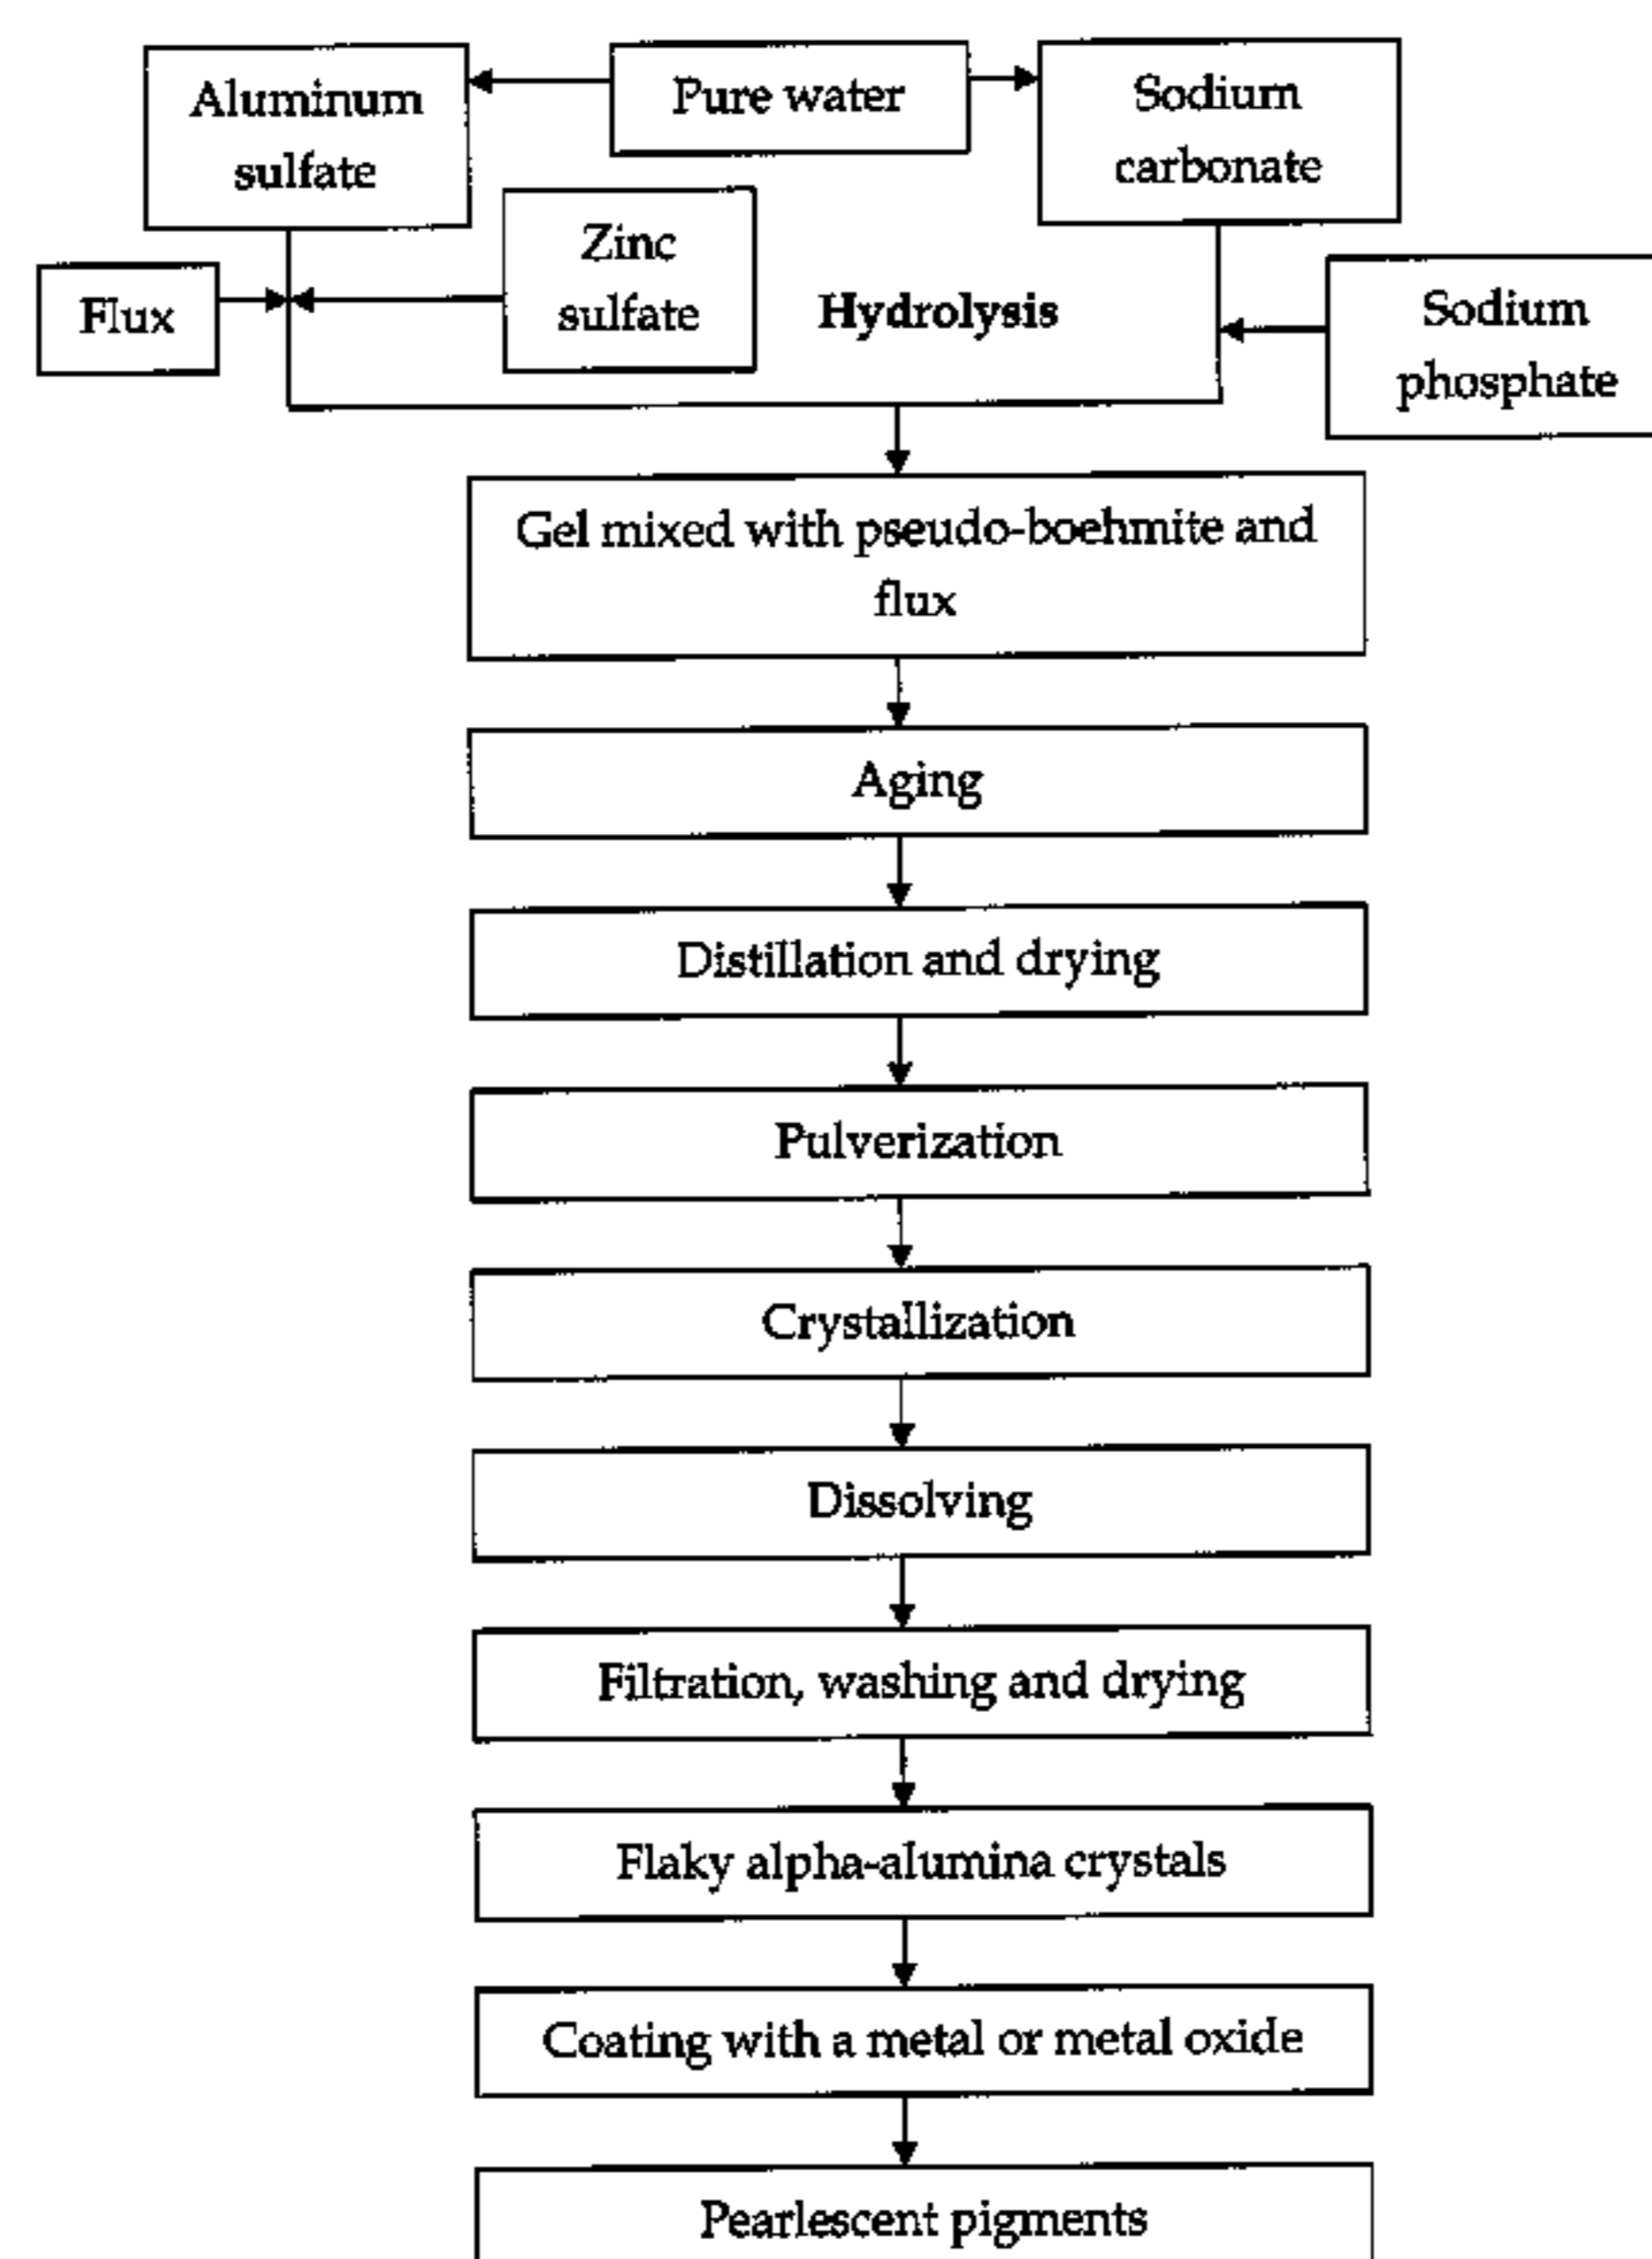 Aluminum
sulfate
Pure water
Sodium
carbonate
Zinc
sulfate
Flux
Hydrolysis
Sodium
phosphate
Gel mixed with pseudo-boehmite and
flux
Aging
Distillation and drying
Pulverization
Crystallization
Dissolving
Filtration, washing and drying
Flaky alpha-alumina crystals
Coating with a metal or metal oxide
Pearlescent pigments